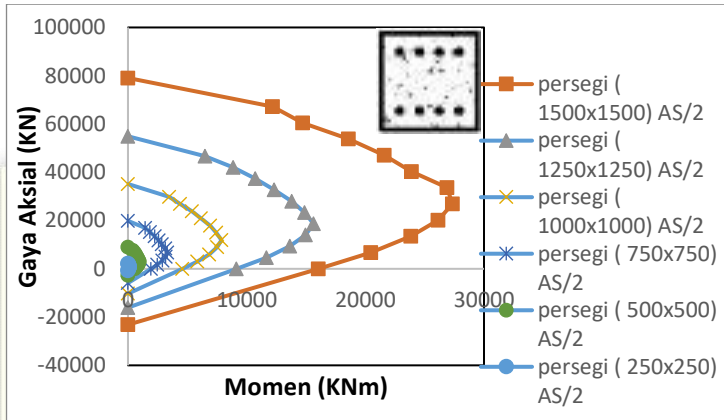 100000
80000
60000
40000
20000
0
-20000
-40000
0
10000
20000
30000
Gaya Aksial (KN)
Momen (KNm)
persegi (
1500x1500) AS/2
persegi (
1250x1250) AS/2
persegi (
1000x1000) AS/2
persegi ( 750x750)
AS/2
persegi ( 500x500)
AS/2
persegi ( 250x250)
AS/2